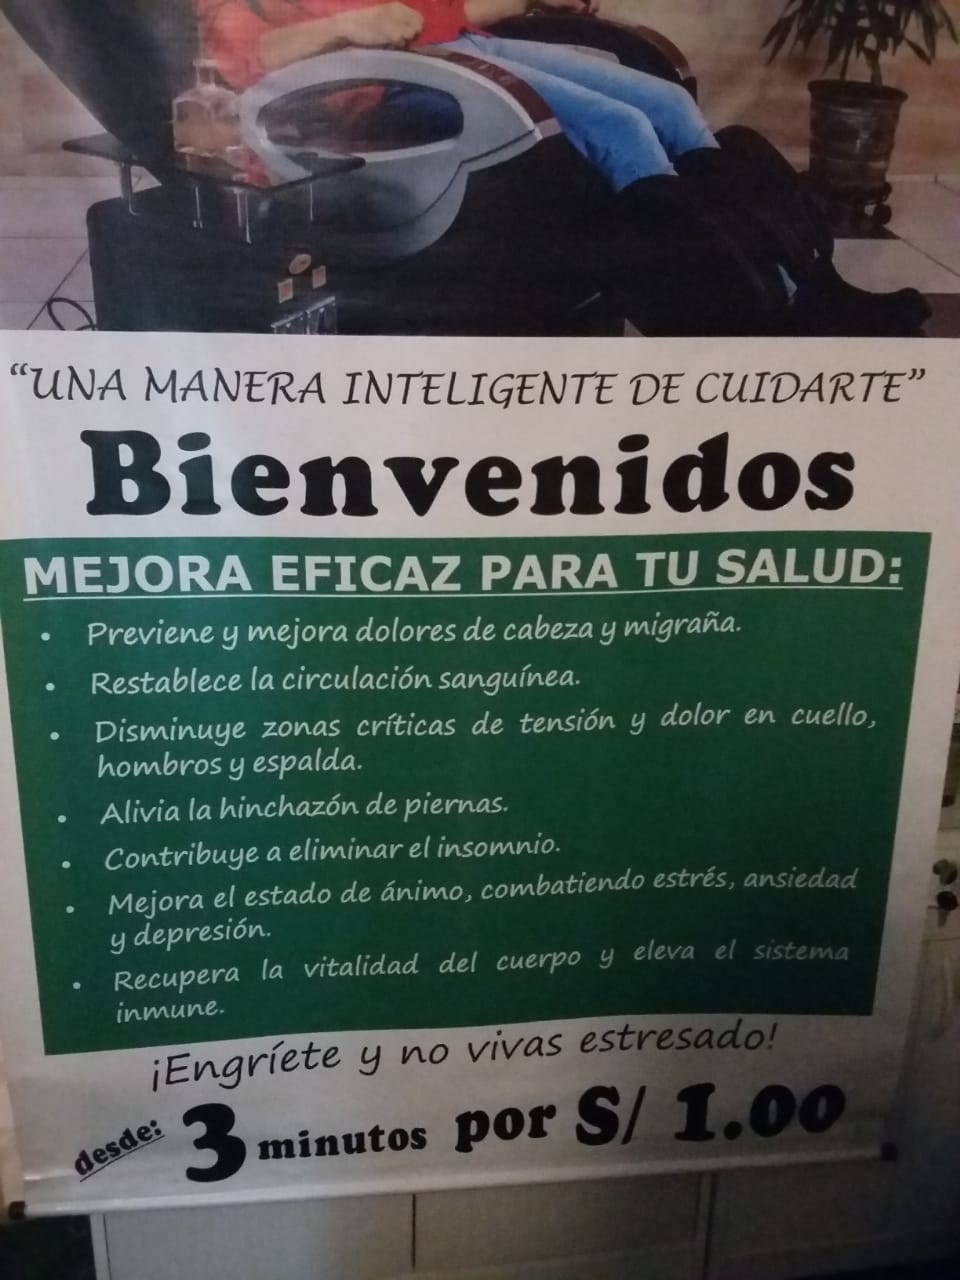 “UNA MANERA INTELIGENTE DE CUIDARTE”
Bienvenidos
MEJORA EFICAZ PARA TU SALUD:
• Previene y mejora dolores de cabeza y migraña.
• Restablece la circulación sanguínea.
• Disminuye zonas críticas de tensión y dolor en cuello,
hombros y espalda.
• Alivia la hinchazón de piernas.
• Contribuye a eliminar el insomnio.
• Mejora el estado de ánimo, combatiendo estrés, ansiedad
y depresión.
• Recupera la vitalidad del cuerpo y eleva el sistema
inmune.
¡Engríete y no vivas estresado!
desde: 3 minutos por S/ 1.00